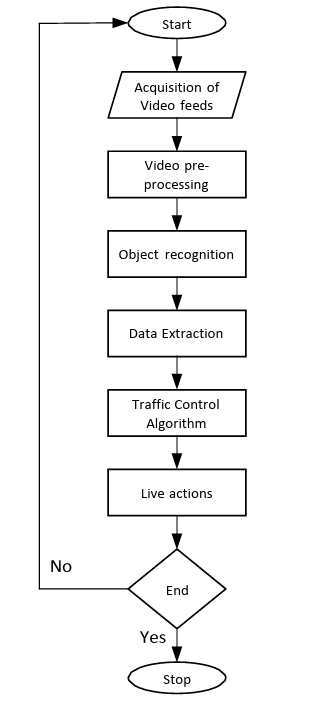 Start
Acquisition of
Video feeds
Video pre-
processing
Object recognition
Data Extraction
Traffic Control
Algorithm
Live actions
No
End
Yes
Stop